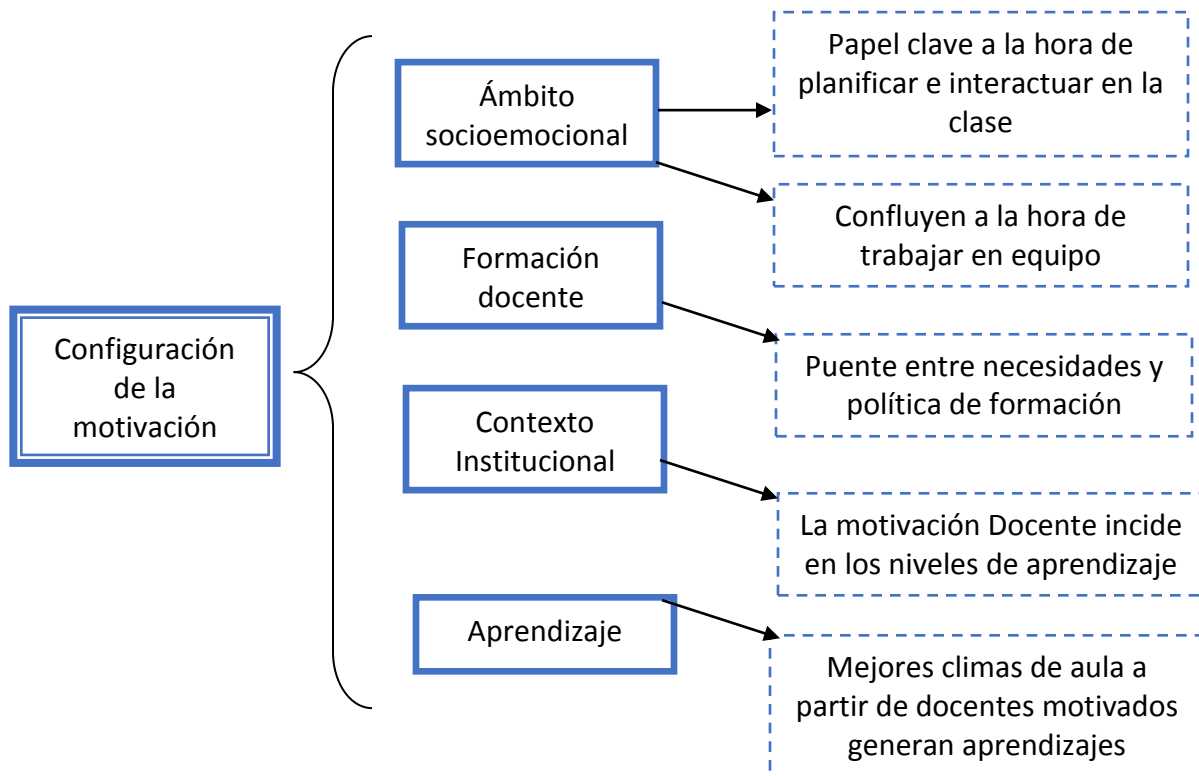 Configuración
de la
motivación
Ámbito
socioemocional
Papel clave a la hora de
planificar e interactuar en la
clase
Confluyen a la hora de
trabajar en equipo
Formación
docente
Puente entre necesidades y
política de formación
Contexto
Institucional
La motivación Docente incide
en los niveles de aprendizaje
Aprendizaje
Mejores climas de aula a
partir de docentes motivados
generan aprendizajes